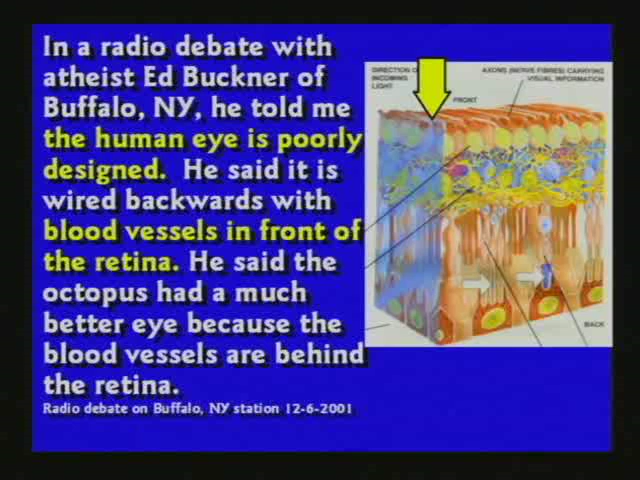 In a radio debate with
atheist Ed Buckner of
Buffalo, NY, he told me
the human eye is poorly
designed. He said it is
wired backwards with
blood vessels in front of
the retina. He said the
octopus had a much
better eye because the
blood vessels are behind
the retina.
Radio debate on Buffalo, NY station 12-6-2001
DIRECTION O
INCOMING
LIGHT
FRONT
AXONS (NERVE FIBRES) CARRYING
VISUAL INFORMATION
BACK